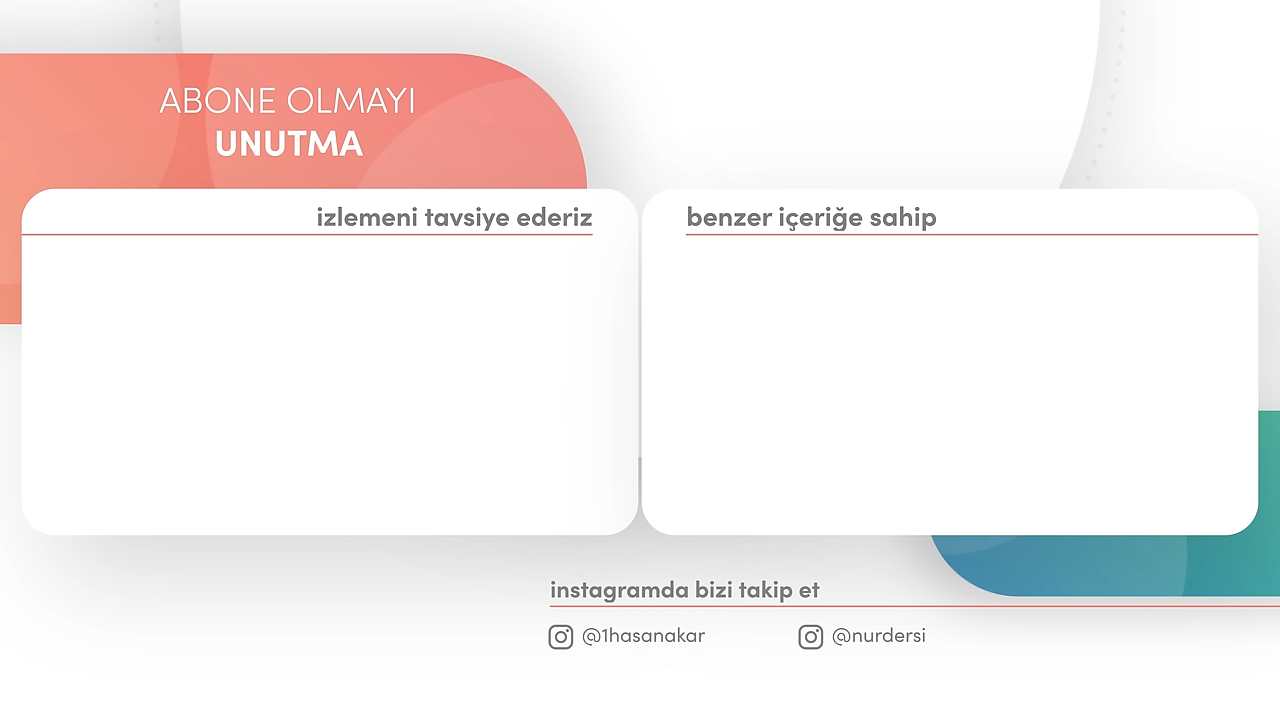 ABONE OLMAYI
UNUTMA
izlemeni tavsiye ederiz
benzer içeriğe sahip
instagramda bizi takip et
@1hasanakar
@nurdersi